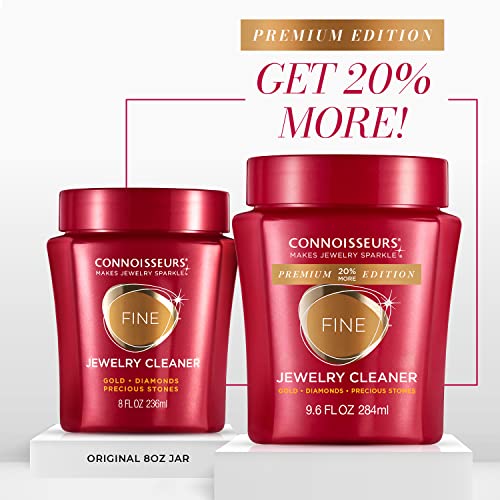 PREMIUM EDITION
GET 20%
MORE!
CONNOISSEURS
MAKES JEWELRY SPARKLE
FINE
JEWELRY CLEANER
GOLD • DIAMONDS
PRECIOUS STONES
8 FL OZ 236ml
ORIGINAL 8OZ JAR
CONNOISSEURS®
MAKES JEWELRY SPARKLE
PREMIUM 20% MORE EDITION
FINE
JEWELRY CLEANER
GOLD • DIAMONDS • PRECIOUS STONES
9.6 FL OZ 284ml